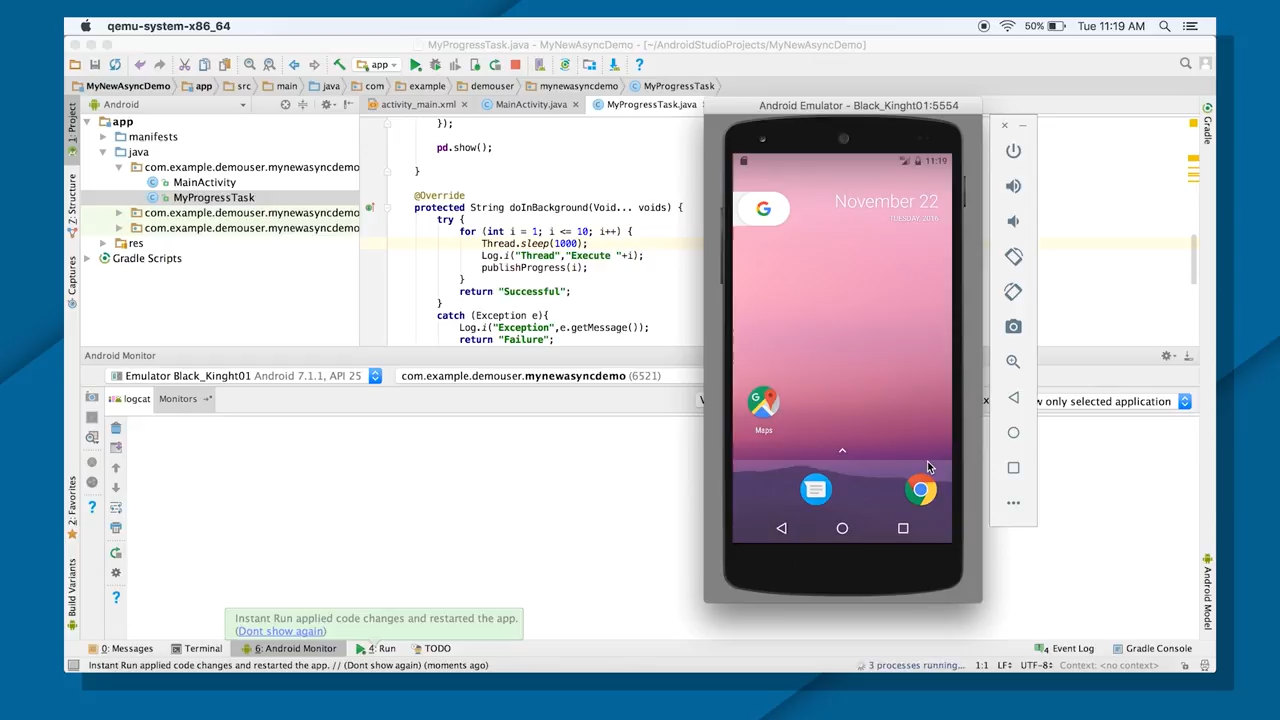 qemu-system-x86_64
50%
Tue 11:19 AM
MyProgressTask.java - MyNewAsyncDemo - [~/AndroidStudioProjects/MyNewAsyncDemo]
app
MyNewAsyncDemo
app
src
main
java
com
example
demouser
mynewasyncdemo
MyProgressTask
Android
activity_main.xml
MainActivity.java
MyProgressTask.java
Android Emulator - Black_Kinght01:5554
1: Project
Z: Structure
Captures
2: Favorites
Build Variants
app
manifests
java
com.example.demouser.mynewasyncdemo
MainActivity
MyProgressTask
com.example.demouser.mynewasyncdemo
com.example.demouser.mynewasyncdemo
res
Gradle Scripts
});
pd.show();
}
@Override
protected String doInBackground(Void... voids) {
try {
for (int i = 1; i <= 10; i++) {
Thread.sleep(1000);
Log.i("Thread","Execute "+i);
publishProgress(i);
}
return "Successful";
}
catch (Exception e){
Log.i("Exception",e.getMessage());
return "Failure";
11:19
G
November 22
TUESDAY, 2016
Maps
Gradle
Android Model
Android Monitor
Emulator Black_Kinght01 Android 7.1.1, API 25
com.example.demouser.mynewasyncdemo (6521)
logcat
Monitors
ow only selected application
Instant Run applied code changes and restarted the app.
(Dont show again)
0: Messages
Terminal
6: Android Monitor
4: Run
TODO
4 Event Log
Gradle Console
Instant Run applied code changes and restarted the app. // (Dont show again) (moments ago)
3 processes running...
1:1
LF
UTF-8
Context: <no context>